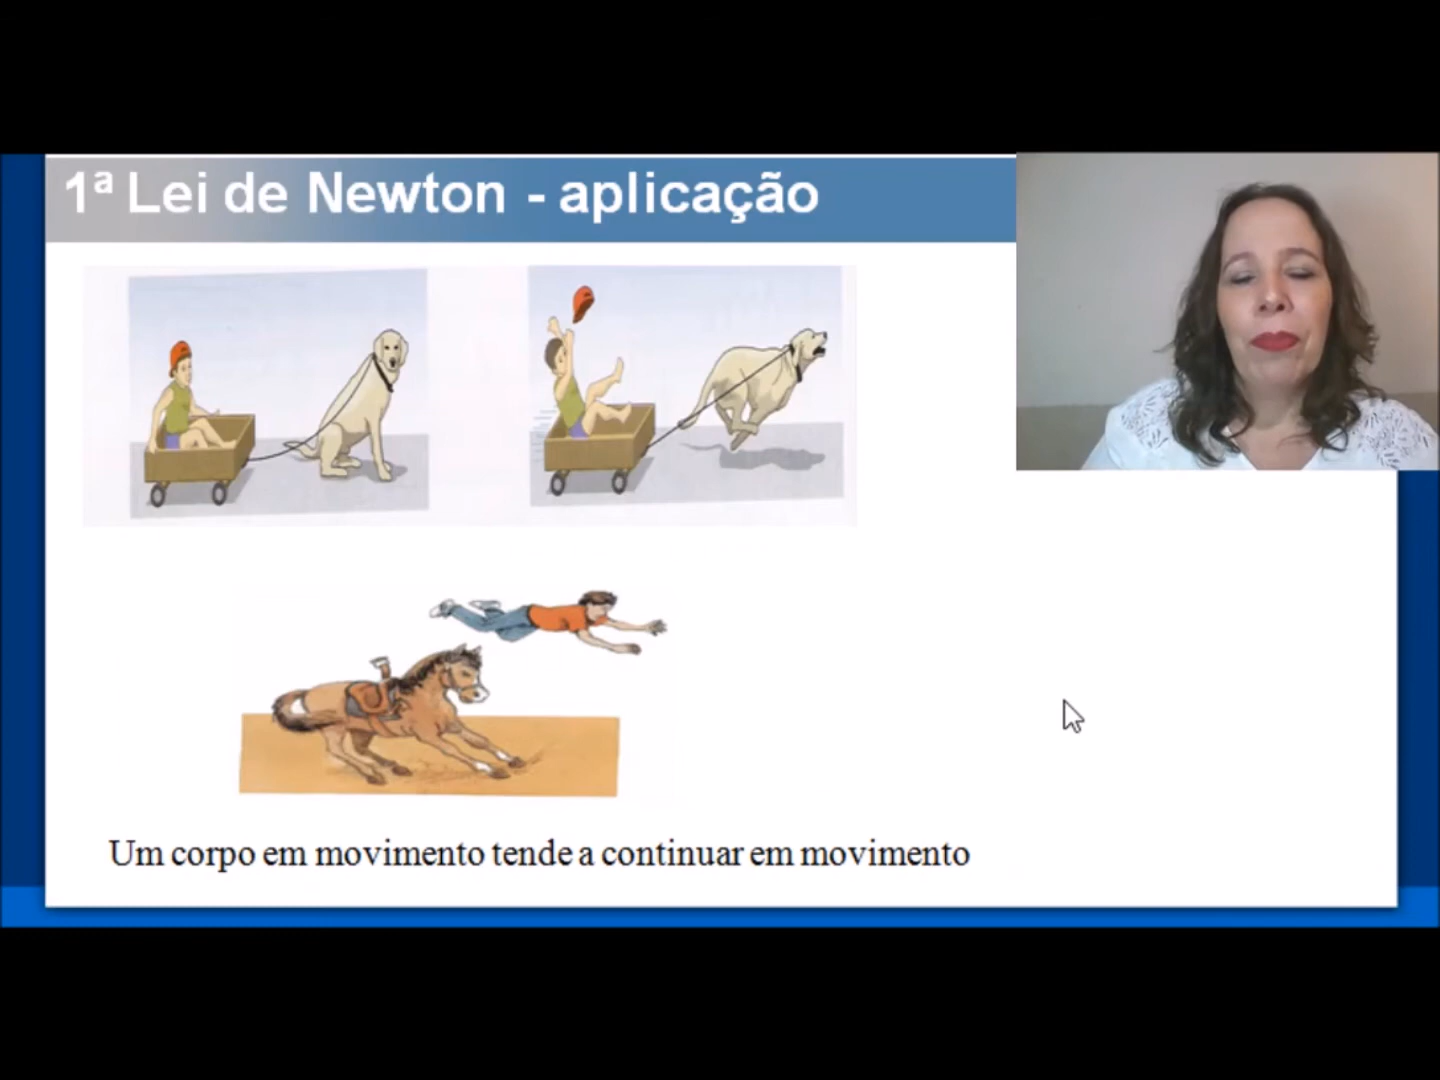 1ª Lei de Newton - aplicação
Um corpo em movimento tende a continuar em movimento